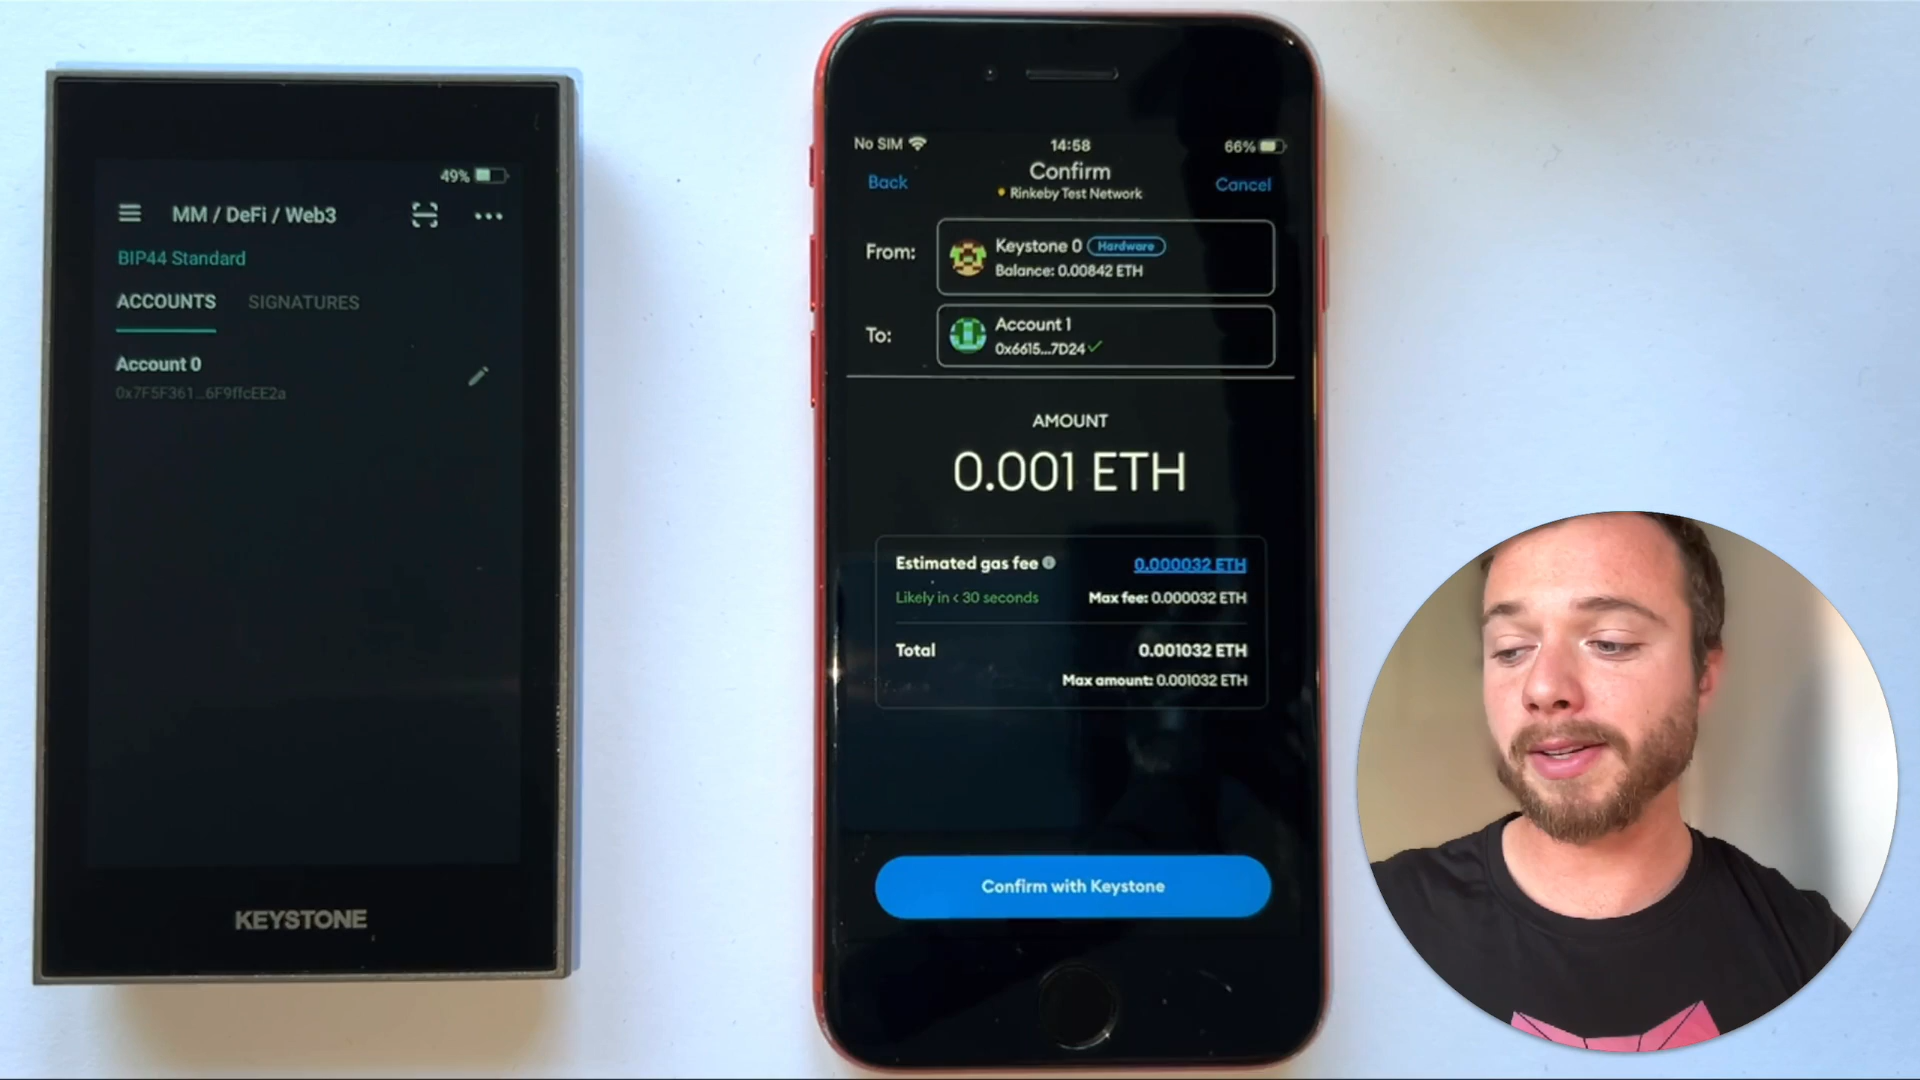 49%
MM / DeFi / Web3
BIP44 Standard
ACCOUNTS SIGNATURES
Account 0
0x7F5F361...6F9ffcEE2a
KEYSTONE
No SIM 14:58 66%
Back Confirm Cancel
Rinkeby Test Network
From: Keystone 0 Hardware
Balance: 0.00842 ETH
To: Account 1
0x6615...7D24
AMOUNT
0.001 ETH
Estimated gas fee 0.000032 ETH
Likely in < 30 seconds Max fee: 0.000032 ETH
Total 0.001032 ETH
Max amount: 0.001032 ETH
Confirm with Keystone